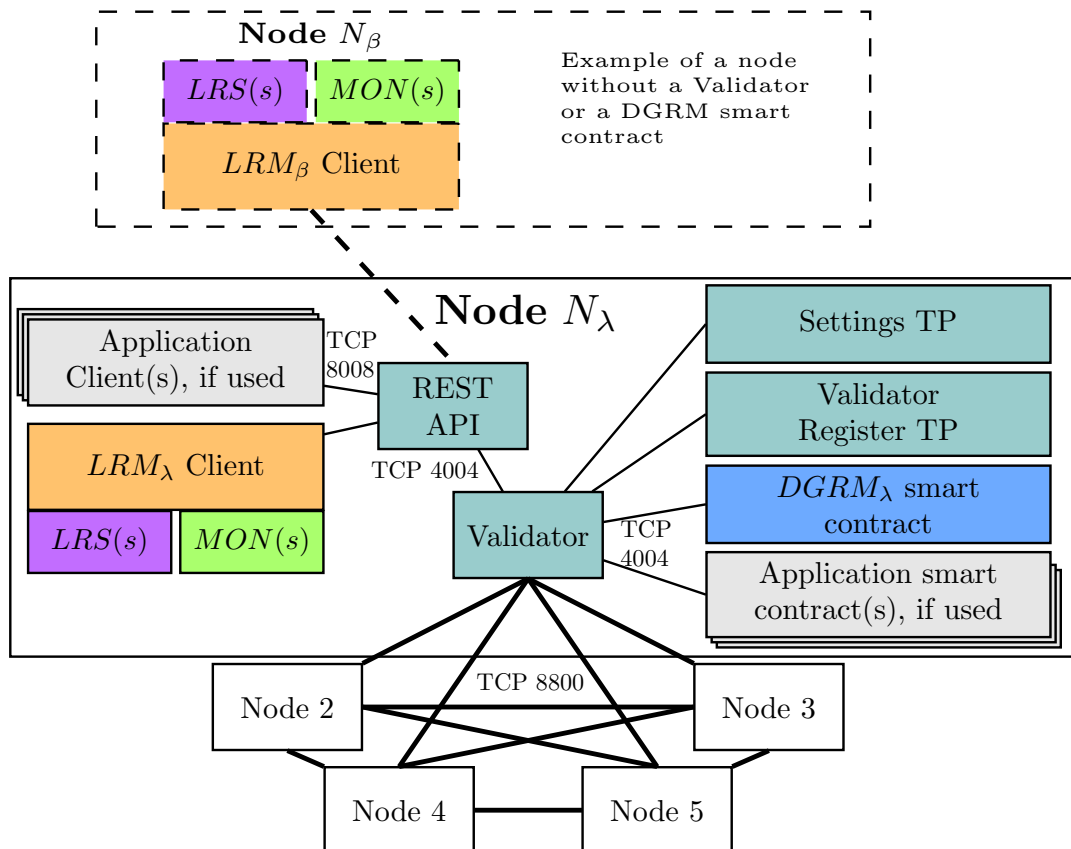 Node N_β
LRS(s)
MON(s)
LRM_β Client
Example of a node
without a Validator
or a DGRM smart
contract
Node N_λ
Application
Client(s), if used
TCP
8008
REST
API
LRM_λ Client
LRS(s)
MON(s)
TCP 4004
Validator
Settings TP
Validator
Register TP
DGRM_λ smart
contract
TCP
4004
Application smart
contract(s), if used
TCP 8800
Node 2
Node 3
Node 4
Node 5